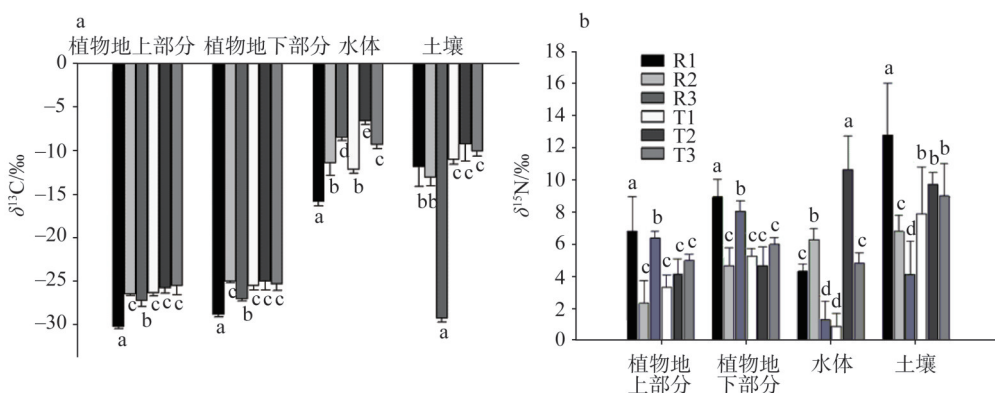 a
植物地上部分 植物地下部分 水体 土壤
0
−5
−10
−15
−20
−25
−30
δ¹³C/‰
a c b c c c
a c b c c c
a b d b e c
b b a c c c
b
18
16
14
12
10
8
6
4
2
0
δ¹⁵N/‰
R1
R2
R3
T1
T2
T3
a c b c c c
a c b c c c
c b d d a c
a c d b b b
植物地上部分 植物地下部分 水体 土壤